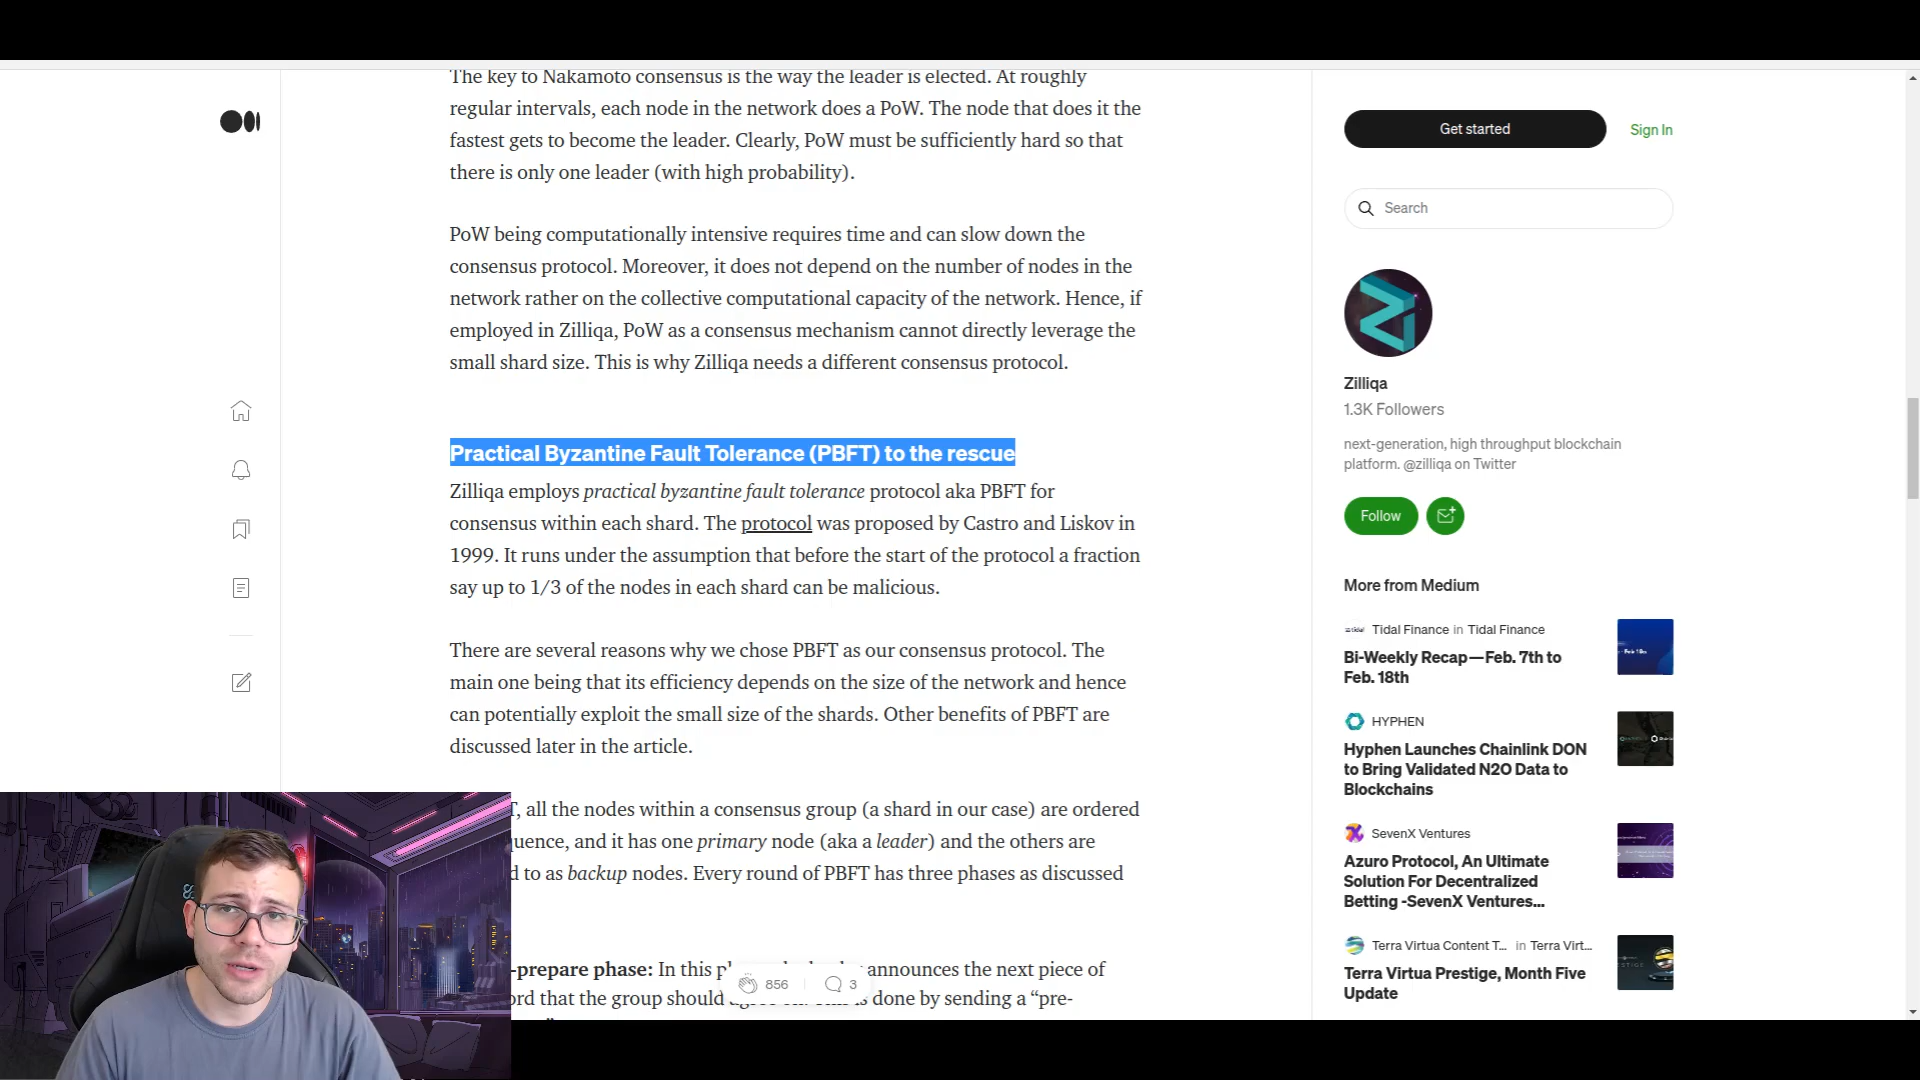 The key to Nakamoto consensus is the way the leader is elected. At roughly
regular intervals, each node in the network does a PoW. The node that does it the
fastest gets to become the leader. Clearly, PoW must be sufficiently hard so that
there is only one leader (with high probability).
PoW being computationally intensive requires time and can slow down the
consensus protocol. Moreover, it does not depend on the number of nodes in the
network rather on the collective computational capacity of the network. Hence, if
employed in Zilliqa, PoW as a consensus mechanism cannot directly leverage the
small shard size. This is why Zilliqa needs a different consensus protocol.
Practical Byzantine Fault Tolerance (PBFT) to the rescue
Zilliqa employs practical byzantine fault tolerance protocol aka PBFT for
consensus within each shard. The protocol was proposed by Castro and Liskov in
1999. It runs under the assumption that before the start of the protocol a fraction
say up to 1/3 of the nodes in each shard can be malicious.
There are several reasons why we chose PBFT as our consensus protocol. The
main one being that its efficiency depends on the size of the network and hence
can potentially exploit the small size of the shards. Other benefits of PBFT are
discussed later in the article.
, all the nodes within a consensus group (a shard in our case) are ordered
uence, and it has one primary node (aka a leader) and the others are
d to as backup nodes. Every round of PBFT has three phases as discussed
-prepare phase: In this announces the next piece of
ord that the group should done by sending a “pre-
856
3
Get started
Sign In
Search
Zilliqa
1.3K Followers
next-generation, high throughput blockchain
platform. @zilliqa on Twitter
Follow
More from Medium
Tidal Finance in Tidal Finance
Bi-Weekly Recap—Feb. 7th to
Feb. 18th
HYPHEN
Hyphen Launches Chainlink DON
to Bring Validated N2O Data to
Blockchains
SevenX Ventures
Azuro Protocol, An Ultimate
Solution For Decentralized
Betting -SevenX Ventures...
Terra Virtua Content T... in Terra Virt...
Terra Virtua Prestige, Month Five
Update